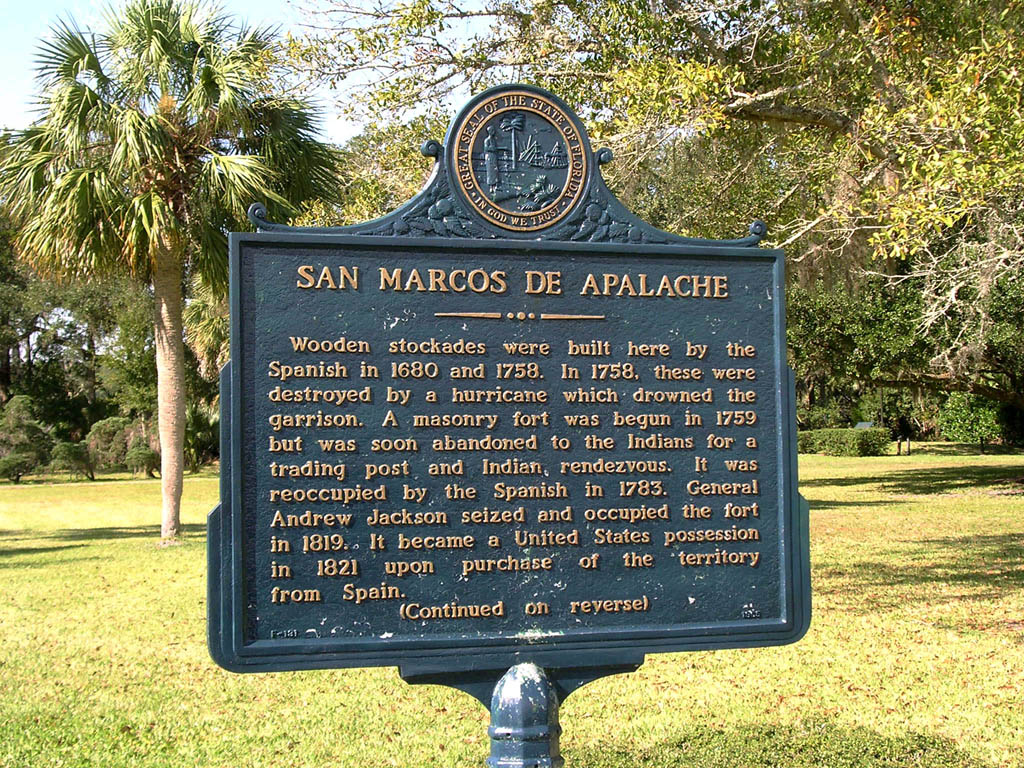 GREAT SEAL OF THE STATE OF FLORIDA
IN GOD WE TRUST
SAN MARCOS DE APALACHE
Wooden stockades were built here by the
Spanish in 1680 and 1758. In 1758, these were
destroyed by a hurricane which drowned the
garrison. A masonry fort was begun in 1759
but was soon abandoned to the Indians for a
trading post and Indian rendezvous. It was
reoccupied by the Spanish in 1783. General
Andrew Jackson seized and occupied the fort
in 1819. It became a United States possession
in 1821 upon purchase of the territory
from Spain.
(Continued on reverse)
F-131